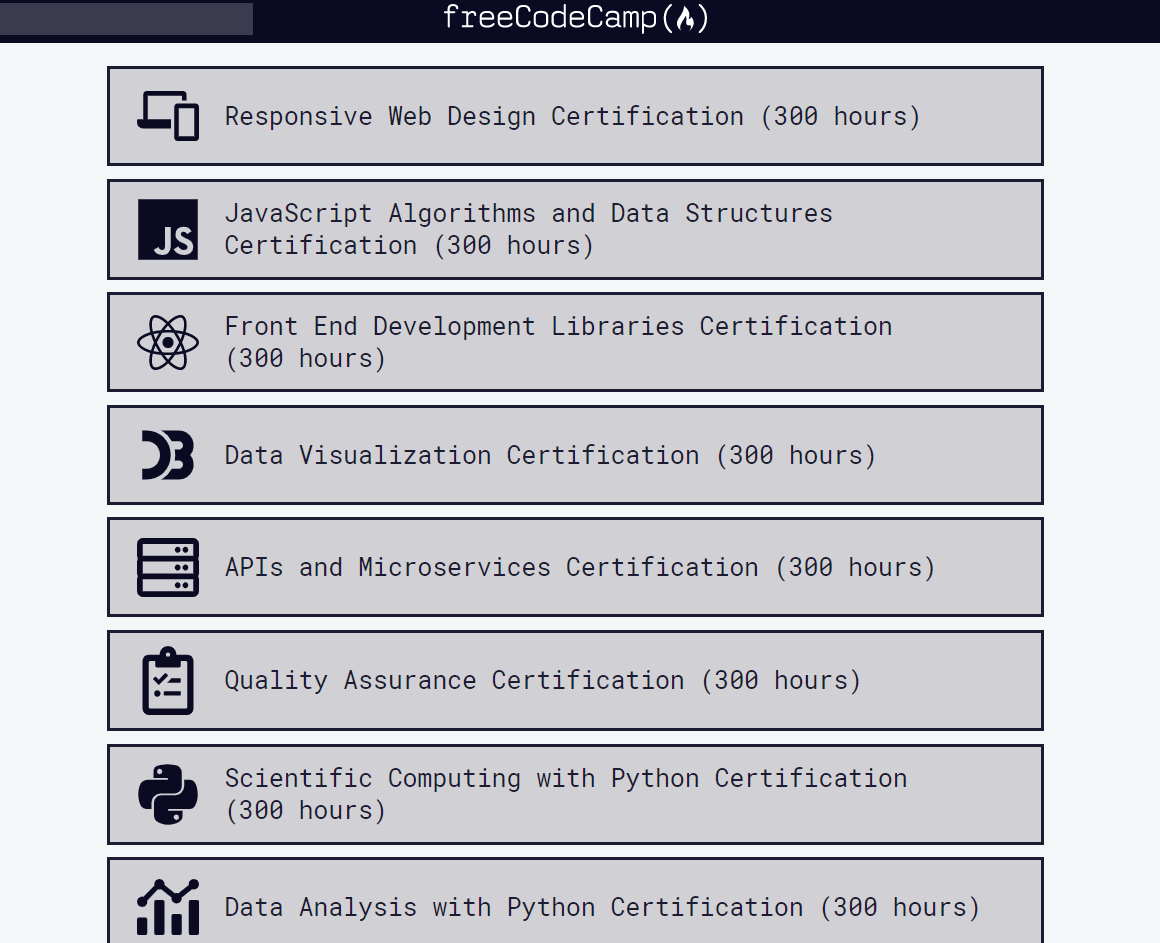 freeCodeCamp
Responsive Web Design Certification (300 hours)
JS
JavaScript Algorithms and Data Structures
Certification (300 hours)
Front End Development Libraries Certification
(300 hours)
Data Visualization Certification (300 hours)
APIs and Microservices Certification (300 hours)
Quality Assurance Certification (300 hours)
Scientific Computing with Python Certification
(300 hours)
Data Analysis with Python Certification (300 hours)